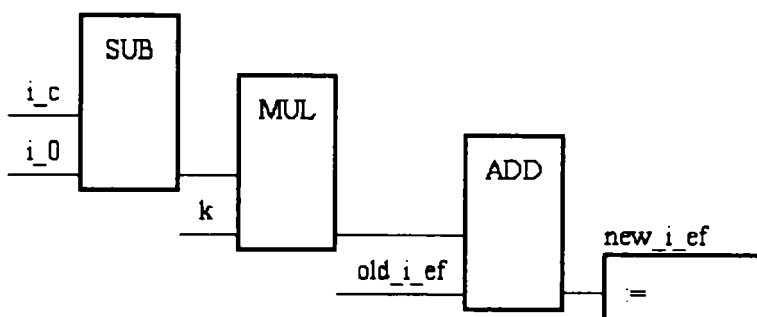 SUB
i_c
MUL
i_0
ADD
k
new_i_ef
old_i_ef
:=